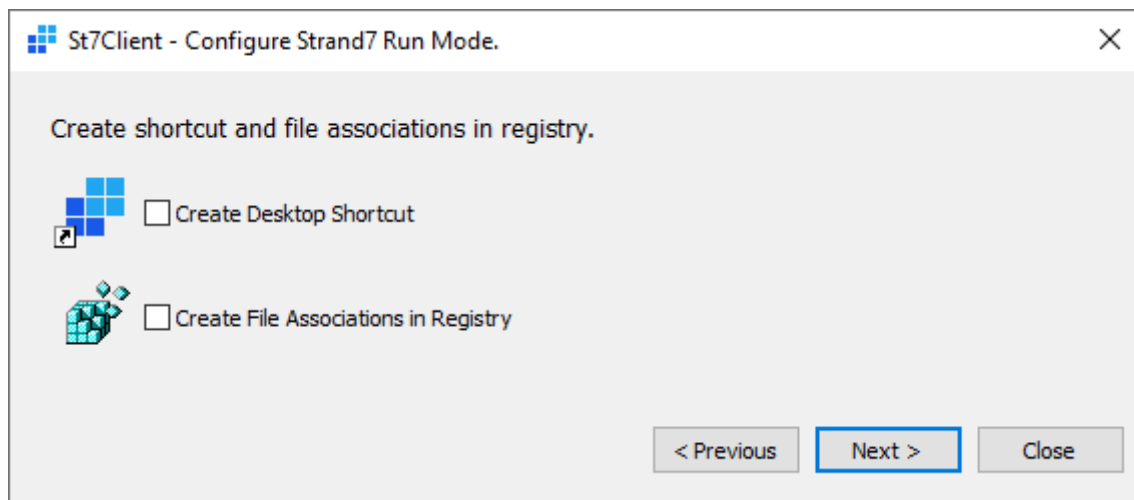 St7Client - Configure Strand7 Run Mode.
Create shortcut and file associations in registry.
Create Desktop Shortcut
Create File Associations in Registry
< Previous
Next >
Close